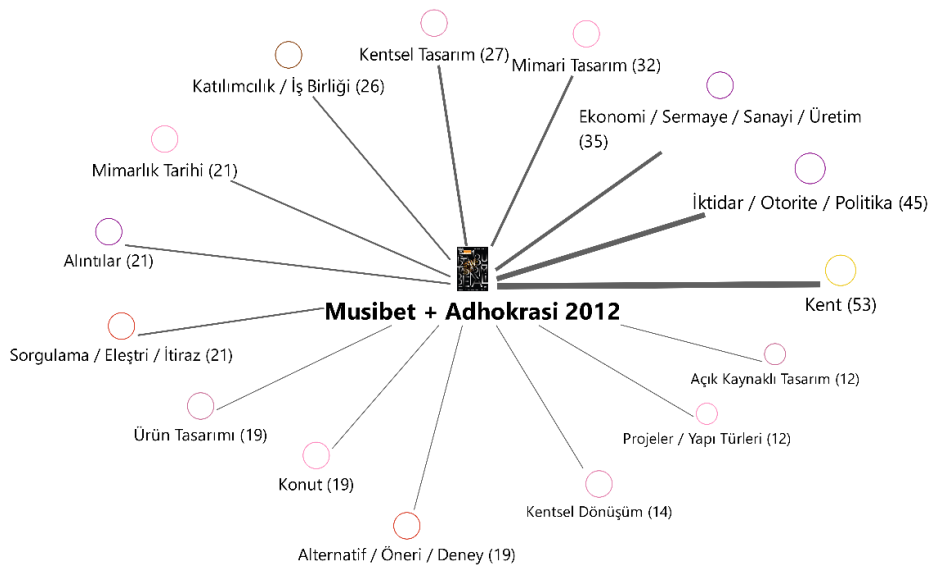 Kentsel Tasarım (27)
Mimari Tasarım (32)
Katılımcılık / İş Birliği (26)
Ekonomi / Sermaye / Sanayi / Üretim
(35)
Mimarlık Tarihi (21)
İktidar / Otorite / Politika (45)
Alıntılar (21)
Kent (53)
Musibet + Adhokrasi 2012
Sorgulama / Eleştri / İtiraz (21)
Açık Kaynaklı Tasarım (12)
Ürün Tasarımı (19)
Projeler / Yapı Türleri (12)
Konut (19)
Kentsel Dönüşüm (14)
Alternatif / Öneri / Deney (19)